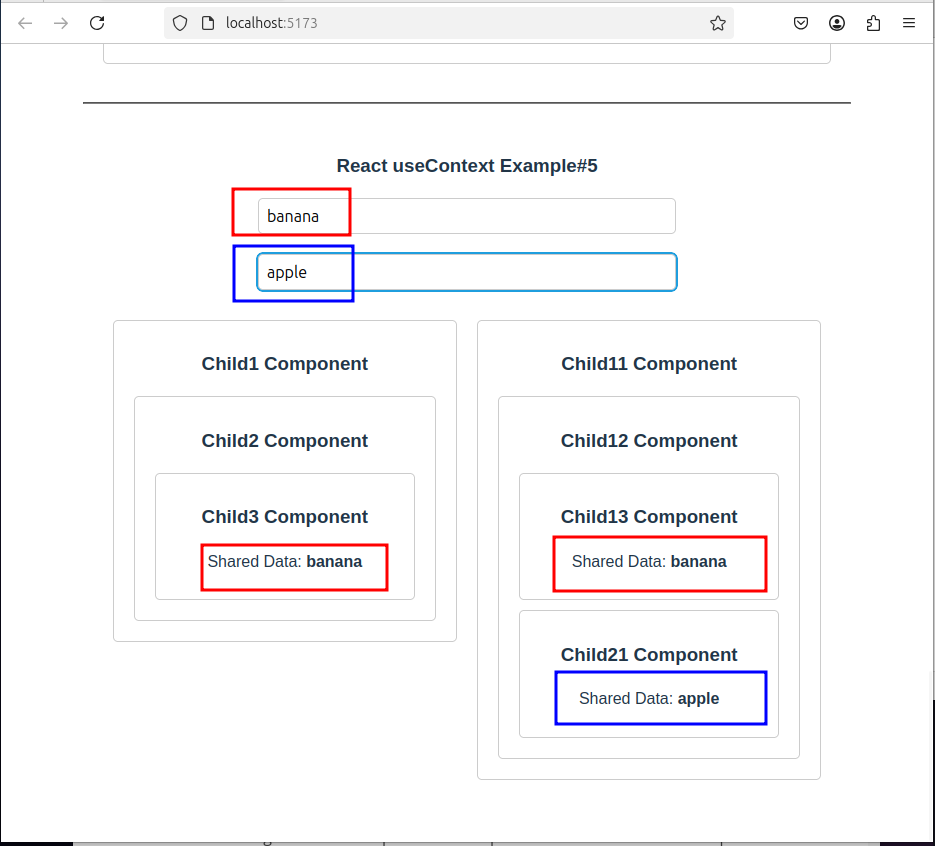 localhost:5173
React useContext Example#5
banana
apple
Child1 Component
Child2 Component
Child3 Component
Shared Data: banana
Child11 Component
Child12 Component
Child13 Component
Shared Data: banana
Child21 Component
Shared Data: apple